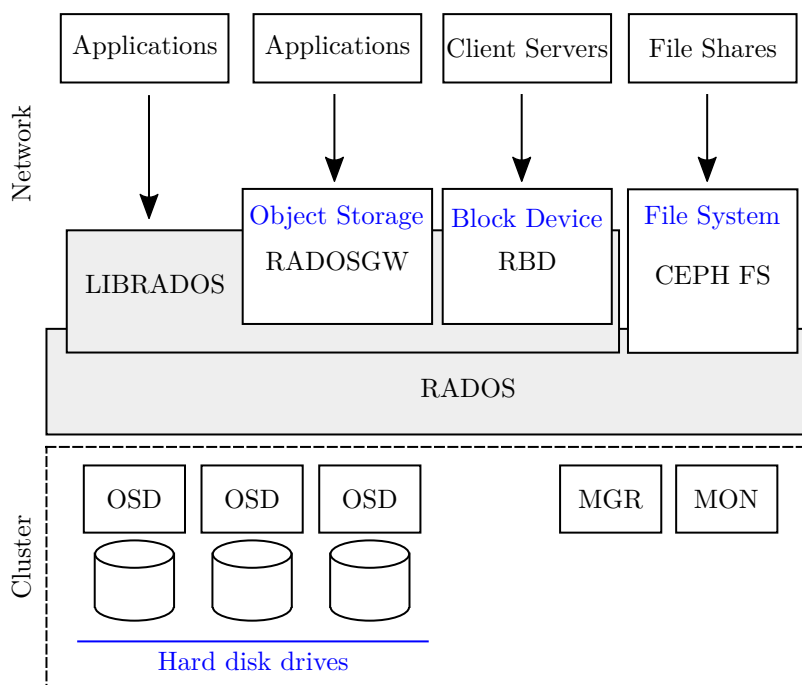 Applications
Applications
Client Servers
File Shares
Network
Object Storage
RADOSGW
Block Device
RBD
File System
CEPH FS
LIBRADOS
RADOS
Cluster
OSD
OSD
OSD
MGR
MON
Hard disk drives